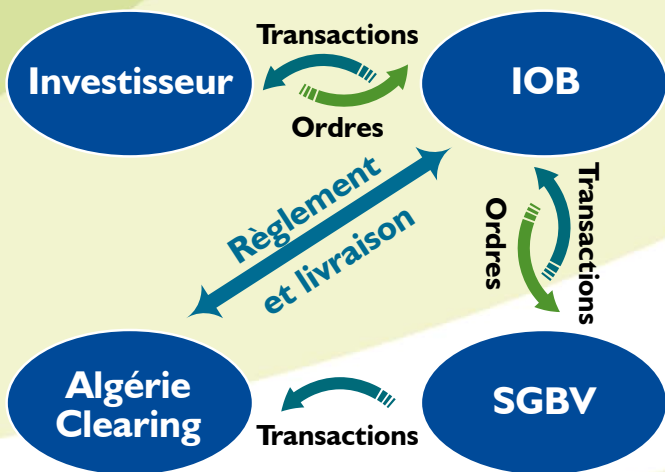 Transactions
Investisseur
IOB
Ordres
Règlement
et livraison
Ordres
Transactions
Algérie
Clearing
SGBV
Transactions